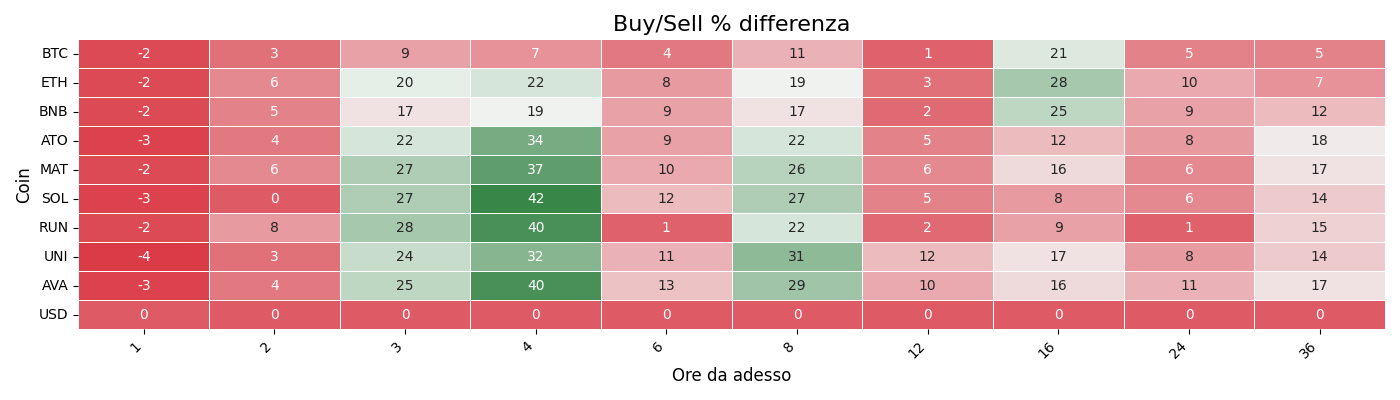 Buy/Sell % differenza
Coin
BTC -2 3 9 7 4 11 1 21 5 5
ETH -2 6 20 22 8 19 3 28 10 7
BNB -2 5 17 19 9 17 2 25 9 12
ATO -3 4 22 34 9 22 5 12 8 18
MAT -2 6 27 37 10 26 6 16 6 17
SOL -3 0 27 42 12 27 5 8 6 14
RUN -2 8 28 40 1 22 2 9 1 15
UNI -4 3 24 32 11 31 12 17 8 14
AVA -3 4 25 40 13 29 10 16 11 17
USD 0 0 0 0 0 0 0 0 0 0
1 2 3 4 6 8 12 16 24 36
Ore da adesso